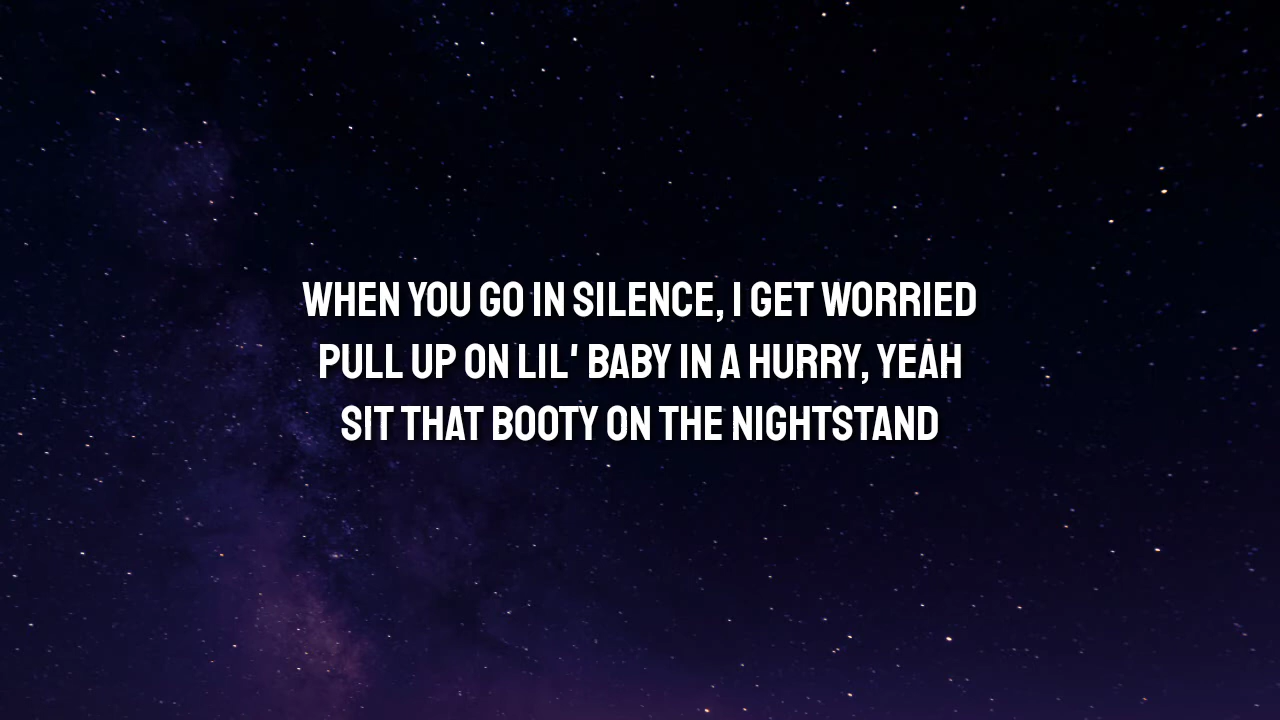 WHEN YOU GO IN SILENCE, I GET WORRIED
PULL UP ON LIL' BABY IN A HURRY, YEAH
SIT THAT BOOTY ON THE NIGHTSTAND